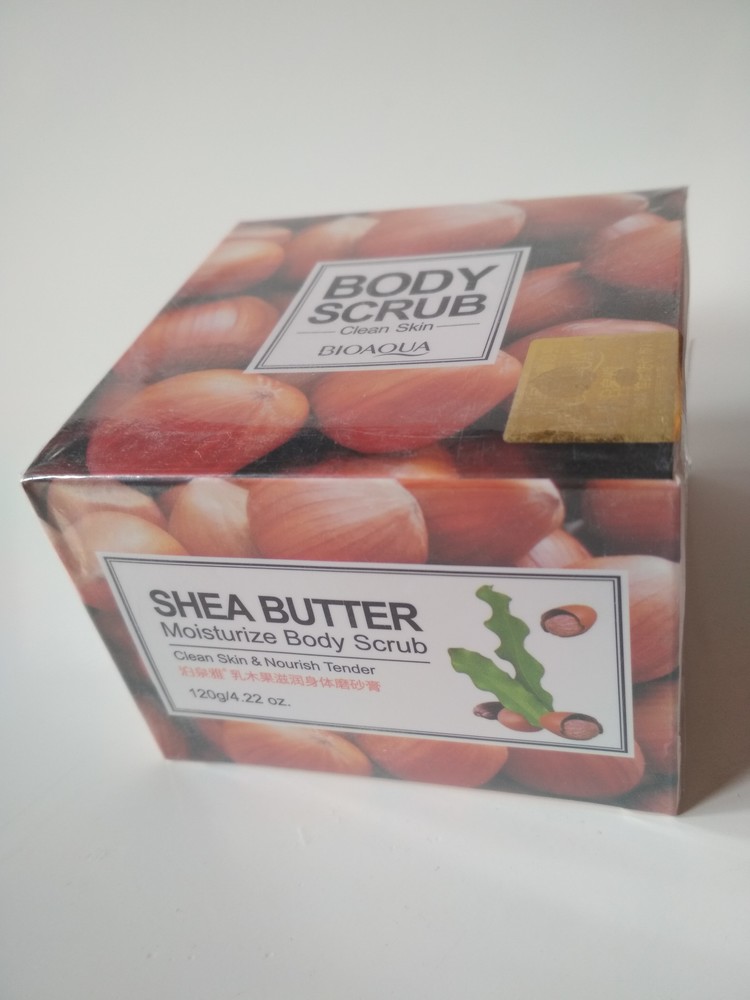 BODY
SCRUB
Clean Skin
BIOAQUA
SHEA BUTTER
Moisturize Body Scrub
Clean Skin & Nourish Tender
泊泉雅® 乳木果滋润身体磨砂膏
120g/4.22 oz.